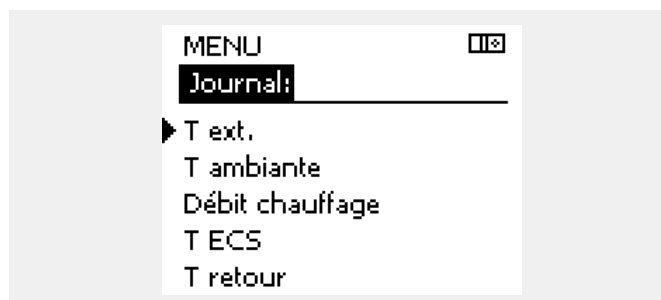 MENU
Journal:
T ext.
T ambiante
Débit chauffage
T ECS
T retour